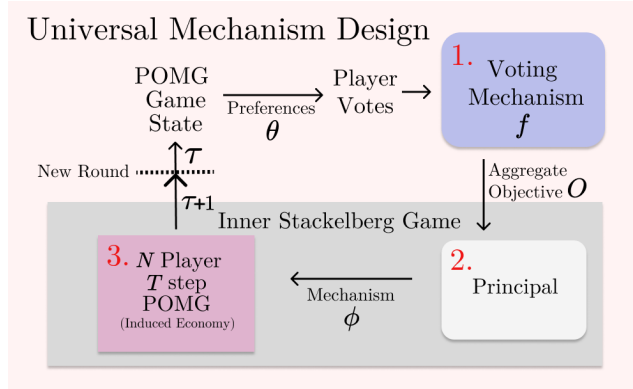 Universal Mechanism Design
POMG
Game
State
Preferences
θ
Player
Votes
1.
Voting
Mechanism
f
τ
New Round
τ+1
Aggregate
Objective O
Inner Stackelberg Game
3.
N Player
T step
POMG
(Induced Economy)
Mechanism
ϕ
2.
Principal